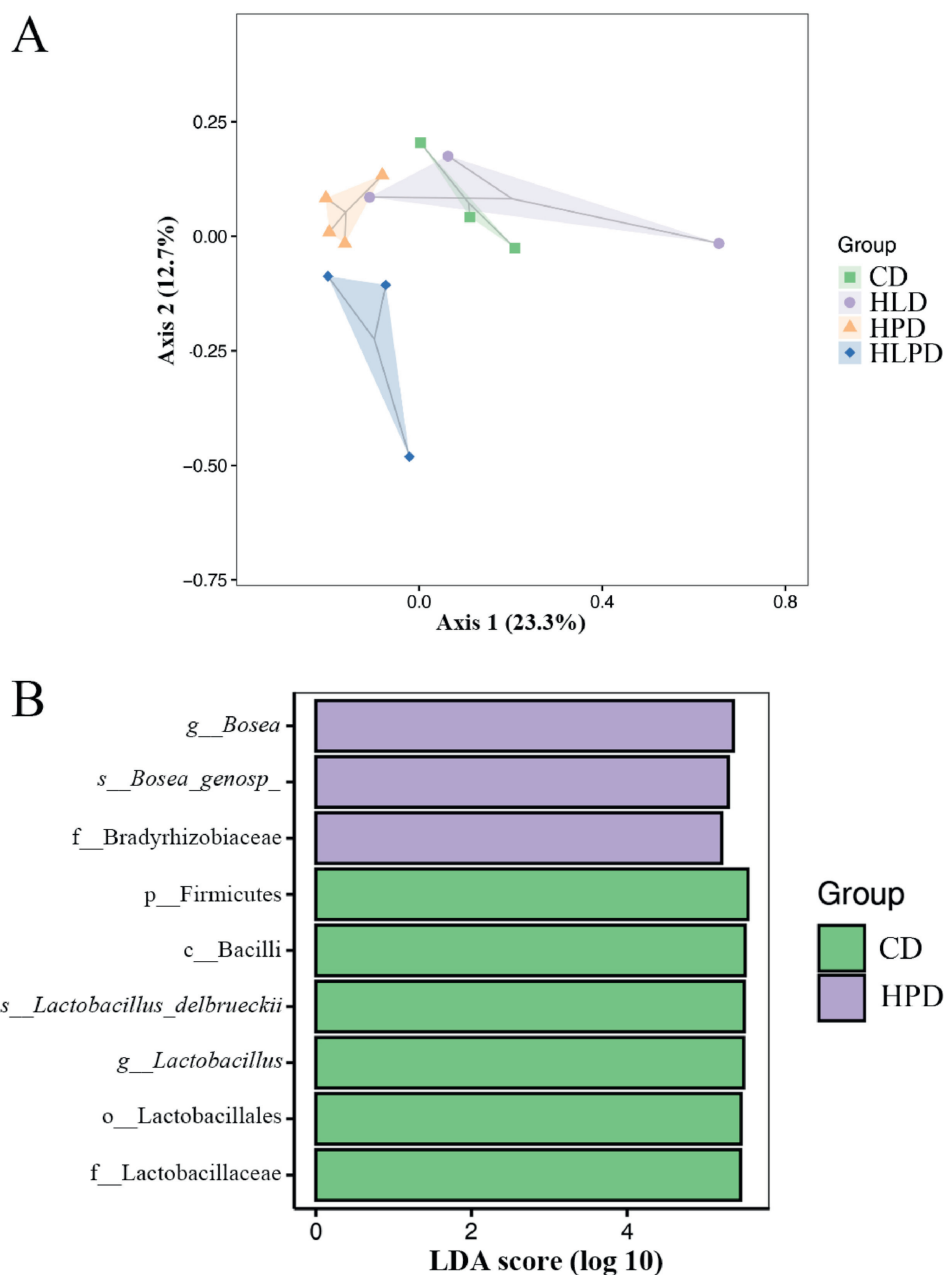 A
0.25
0.00
-0.25
−0.50
−0.75
Axis 2 (12.7%)
0.0
0.4
0.8
Axis 1 (23.3%)
Group
CD
HLD
HPD
HLPD
B
g__Bosea
s__Bosea_genosp_
f__Bradyrhizobiaceae
p__Firmicutes
c__Bacilli
s__Lactobacillus_delbrueckii
g__Lactobacillus
o__Lactobacillales
f__Lactobacillaceae
0
2
4
LDA score (log 10)
Group
CD
HPD